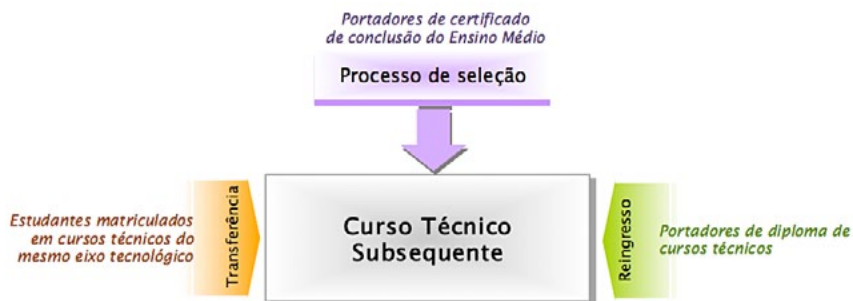 Portadores de certificado
de conclusão do Ensino Médio
Processo de seleção
Estudantes matriculados
em cursos técnicos do
mesmo eixo tecnológico
Transferência
Curso Técnico
Subsequente
Reingresso
Portadores de diploma de
cursos técnicos